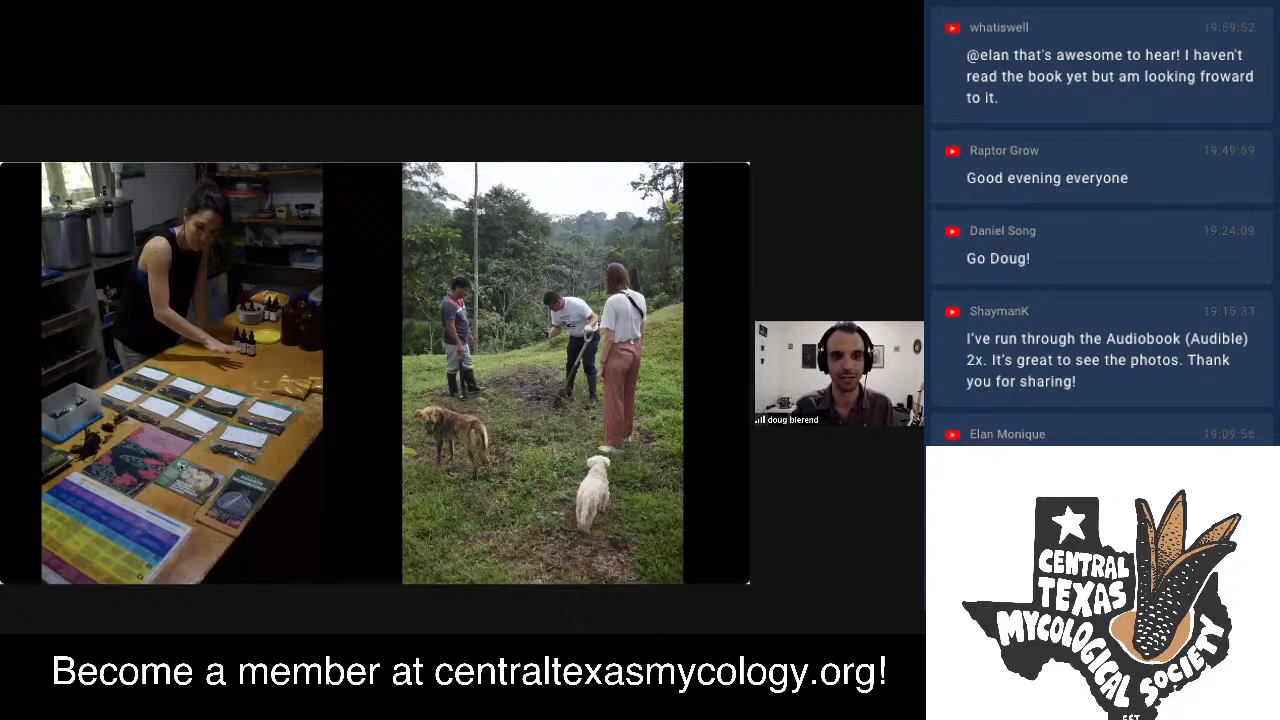 whatiswell 19:59:52
@elan that's awesome to hear! I haven't
read the book yet but am looking froward
to it.
Raptor Grow 19:49:59
Good evening everyone
Daniel Song 19:24:09
Go Doug!
ShaymanK 19:15:33
I've run through the Audiobook (Audible)
2x. It's great to see the photos. Thank
you for sharing!
Elan Monique 19:09:56
doug bierend
CENTRAL
TEXAS
MYCOLOGICAL
SOCIETY
EST
Become a member at centraltexasmycology.org!